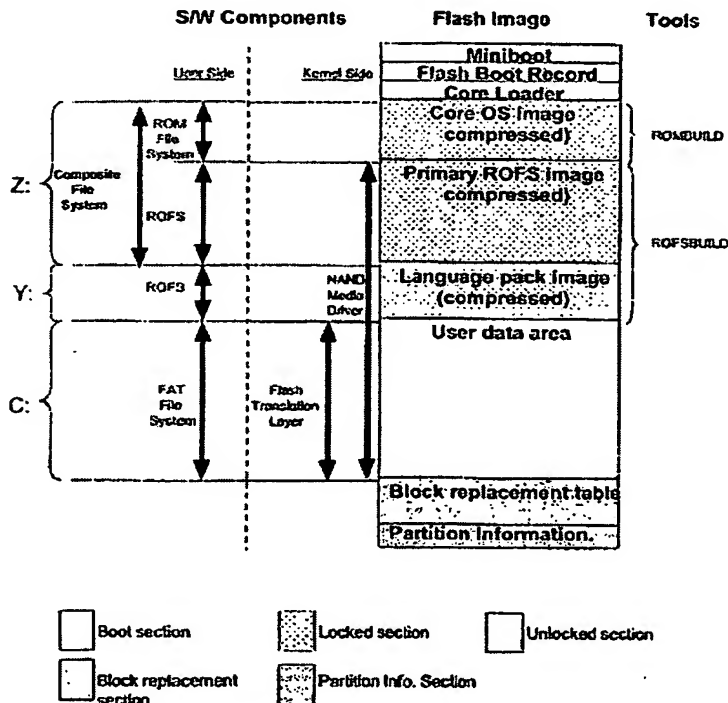 S/W Components
Flash Image
Tools
User Side
Kernel Side
Miniboot
Flash Boot Record
Core Loader
Core OS Image
compressed)
Primary ROFS Image
compressed)
Language pack Image
(compressed)
User data area
Block replacement table
Partition Information.
Z:
Composite
File
System
ROM
File
System
ROFS
Y:
ROFS
NAND
Media
Driver
C:
FAT
File
System
Flash
Translation
Layer
ROMBUILD
ROFSBUILD
Boot section
Locked section
Unlocked section
Block replacement
section
Partition Info. Section